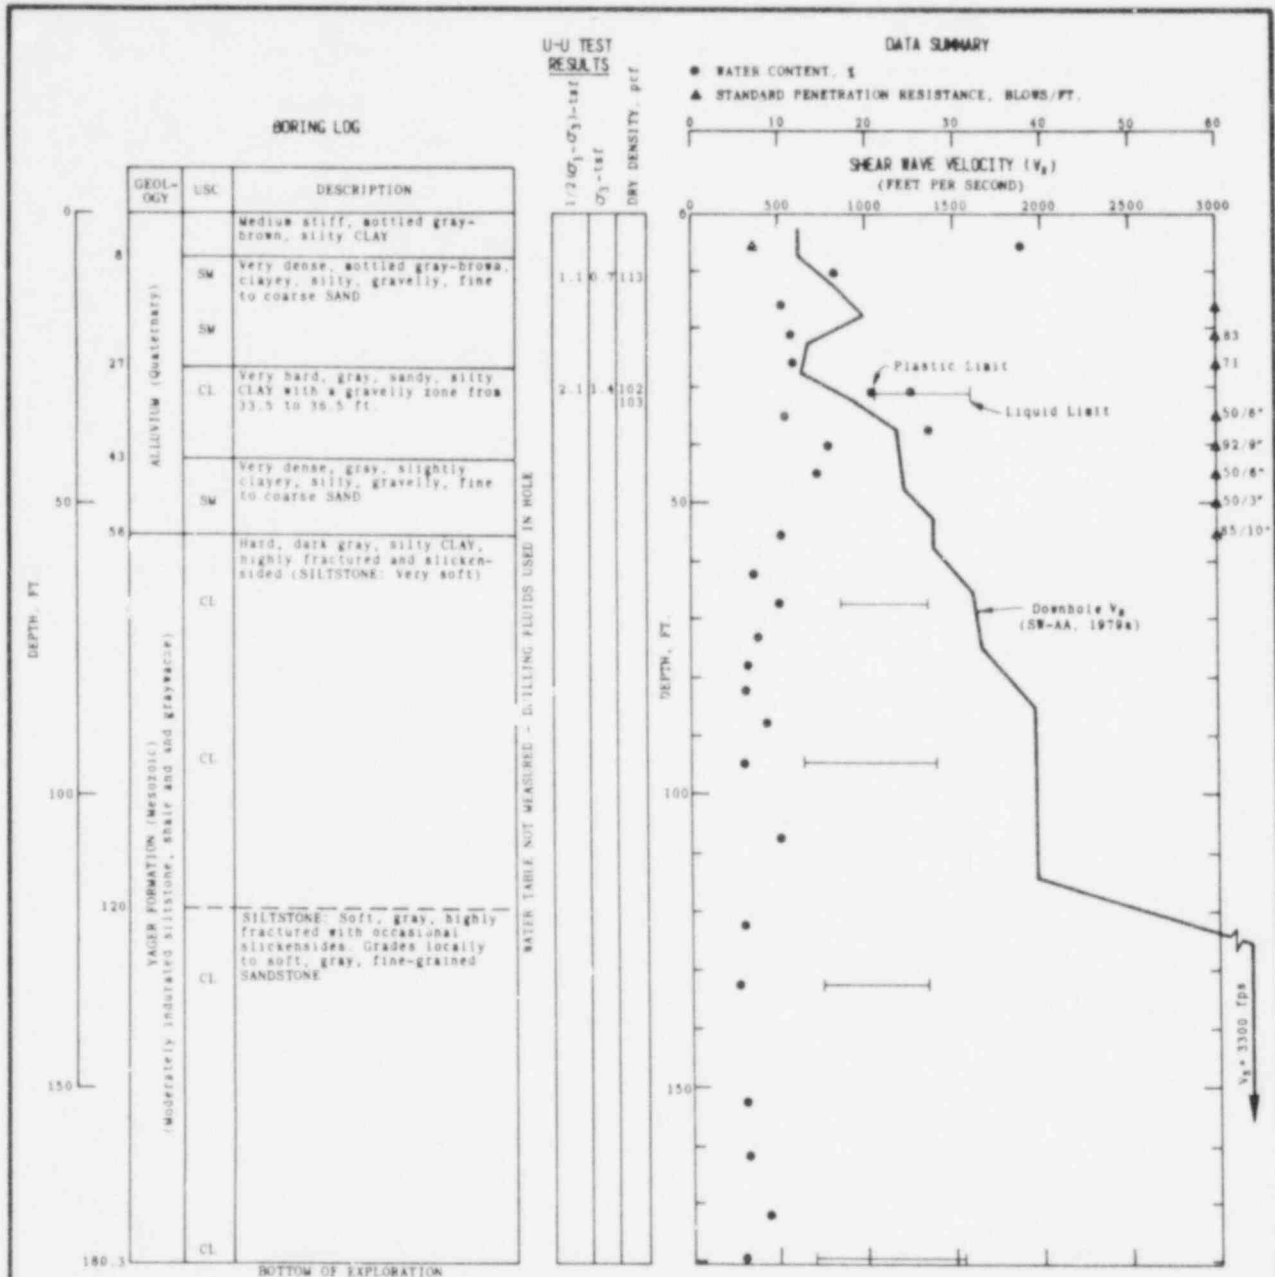 U-U TEST
RESULTS
DATA SUMMARY
● WATER CONTENT, %
▲ STANDARD PENETRATION RESISTANCE, BLOWS/FT.
BORING LOG
1/2(σ1-σ3)-tsf
σ3-tsf
DRY DENSITY, pcf
0 10 20 30 40 50 60
SHEAR WAVE VELOCITY (Vs)
(FEET PER SECOND)
0 500 1000 1500 2000 2500 3000
GEOL-
OGY
USC
DESCRIPTION
0
Medium stiff, mottled gray-
brown, silty CLAY
8
SW
Very dense, mottled gray-brown,
clayey, silty, gravelly, fine
to coarse SAND
1.1 0.7 113
SW
83
27
71
CL
Very hard, gray, sandy, silty
CLAY with a gravelly zone from
33.5 to 36.5 ft.
2.1 1.4 102
103
Plastic Limit
Liquid Limit
50/6"
92/9"
43
Very dense, gray, slightly
clayey, silty, gravelly, fine
to coarse SAND
50/6"
SW
50
50
50/3"
85/10"
56
Hard, dark gray, silty CLAY,
highly fractured and slicken-
sided (SILTSTONE: Very soft)
CL
Downhole Vs
(SW-AA, 1979a)
DEPTH, FT.
DEPTH, FT.
ALLUVIUM (Quaternary)
YAGER FORMATION (Mesozoic)
(Moderately indurated siltstone, shale and and graywacke)
WATER TABLE NOT MEASURED - DRILLING FLUIDS USED IN HOLE
CL
100
100
120
SILTSTONE: Soft, gray, highly
fractured with occasional
slickensides. Grades locally
to soft, gray, fine-grained
SANDSTONE
CL
Vs = 3300 fps
150
150
CL
180.3
BOTTOM OF EXPLORATION